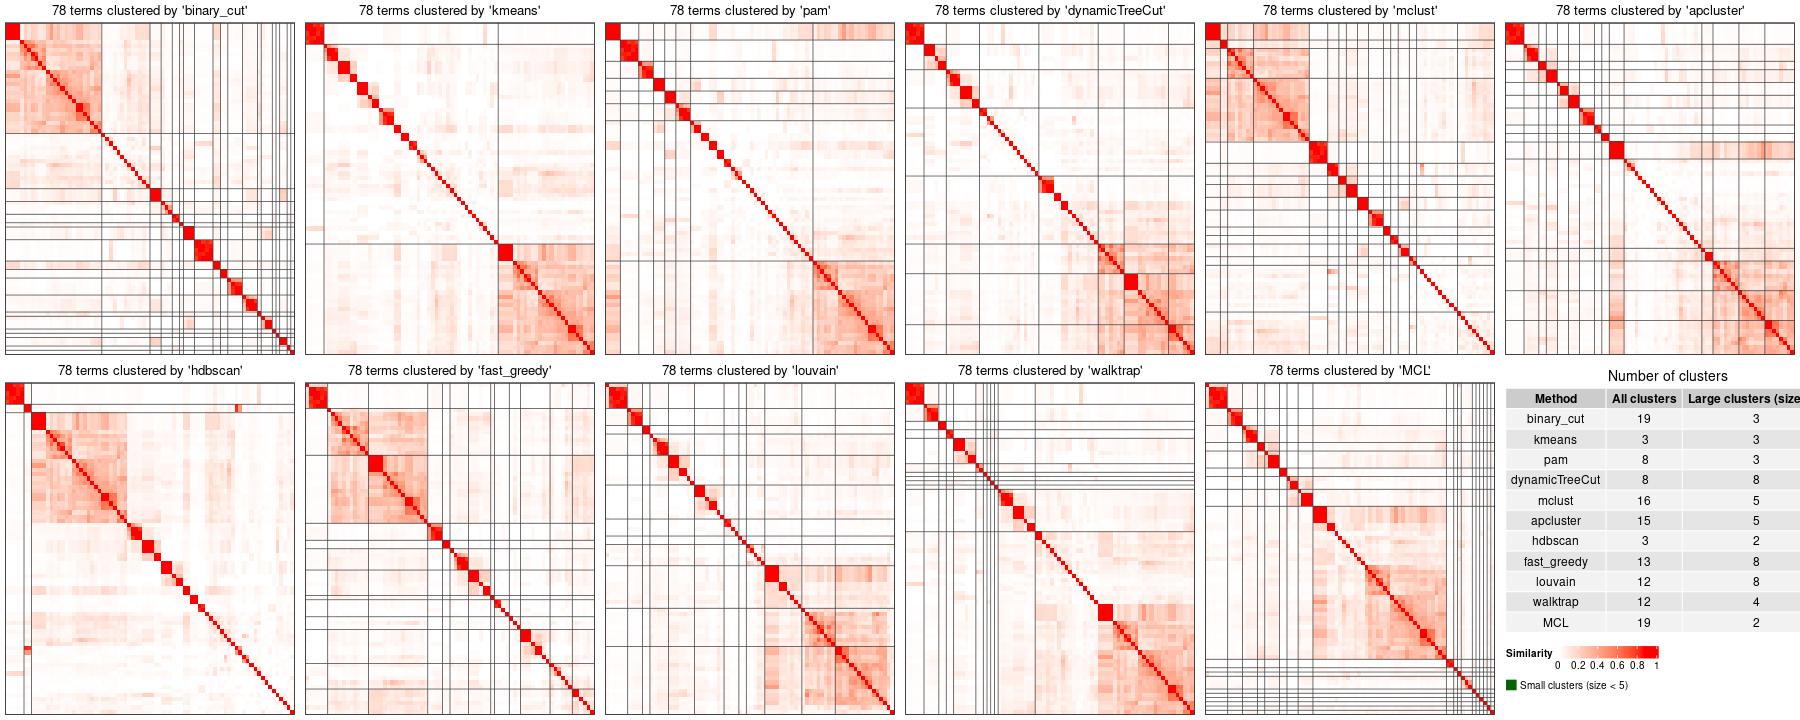 78 terms clustered by 'binary_cut'
78 terms clustered by 'kmeans'
78 terms clustered by 'pam'
78 terms clustered by 'dynamicTreeCut'
78 terms clustered by 'mclust'
78 terms clustered by 'apcluster'
78 terms clustered by 'hdbscan'
78 terms clustered by 'fast_greedy'
78 terms clustered by 'louvain'
78 terms clustered by 'walktrap'
78 terms clustered by 'MCL'
Number of clusters
Method All clusters Large clusters (size
binary_cut 19 3
kmeans 3 3
pam 8 3
dynamicTreeCut 8 8
mclust 16 5
apcluster 15 5
hdbscan 3 2
fast_greedy 13 8
louvain 12 8
walktrap 12 4
MCL 19 2
Similarity
0 0.2 0.4 0.6 0.8 1
Small clusters (size < 5)